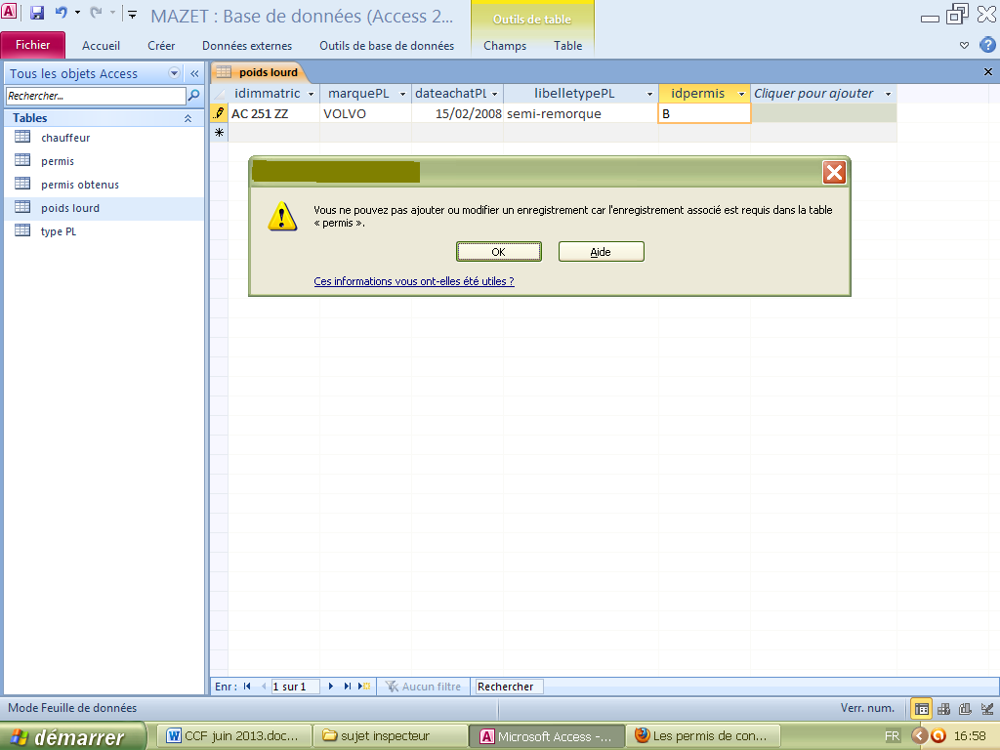 MAZET : Base de données (Access 2...
Outils de table
Fichier
Accueil
Créer
Données externes
Outils de base de données
Champs
Table
Tous les objets Access
Rechercher...
Tables
chauffeur
permis
permis obtenus
poids lourd
type PL
poids lourd
idimmatric marquePL dateachatPL libelletypePL idpermis Cliquer pour ajouter
AC 251 ZZ VOLVO 15/02/2008 semi-remorque B
Vous ne pouvez pas ajouter ou modifier un enregistrement car l'enregistrement associé est requis dans la table
« permis ».
OK
Aide
Ces informations vous ont-elles été utiles ?
Enr : 1 sur 1 Aucun filtre Rechercher
Mode Feuille de données
Verr. num.
démarrer
CCF juin 2013.doc...
sujet inspecteur
Microsoft Access -...
Les permis de con...
FR
16:58